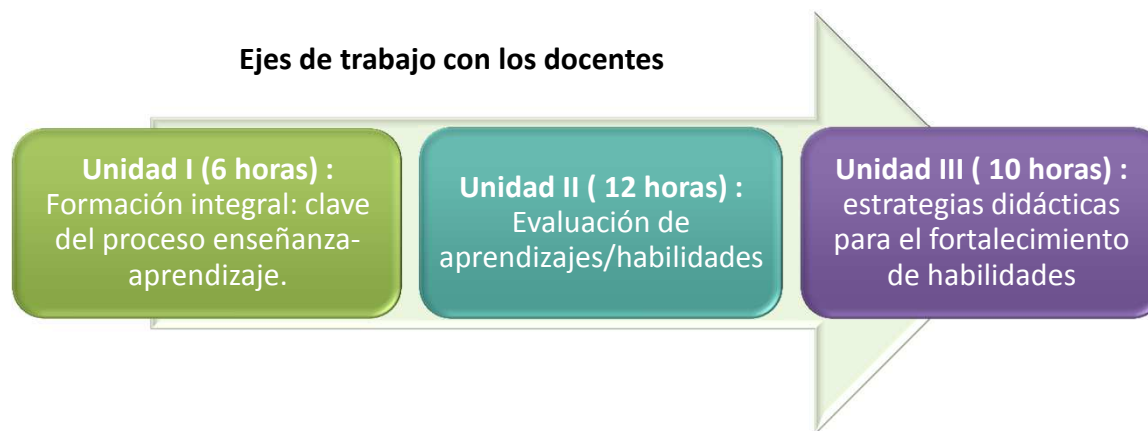 Ejes de trabajo con los docentes
Unidad I (6 horas) :
Formación integral: clave
del proceso enseñanza-
aprendizaje.
Unidad II ( 12 horas) :
Evaluación de
aprendizajes/habilidades
Unidad III ( 10 horas) :
estrategias didácticas
para el fortalecimiento
de habilidades